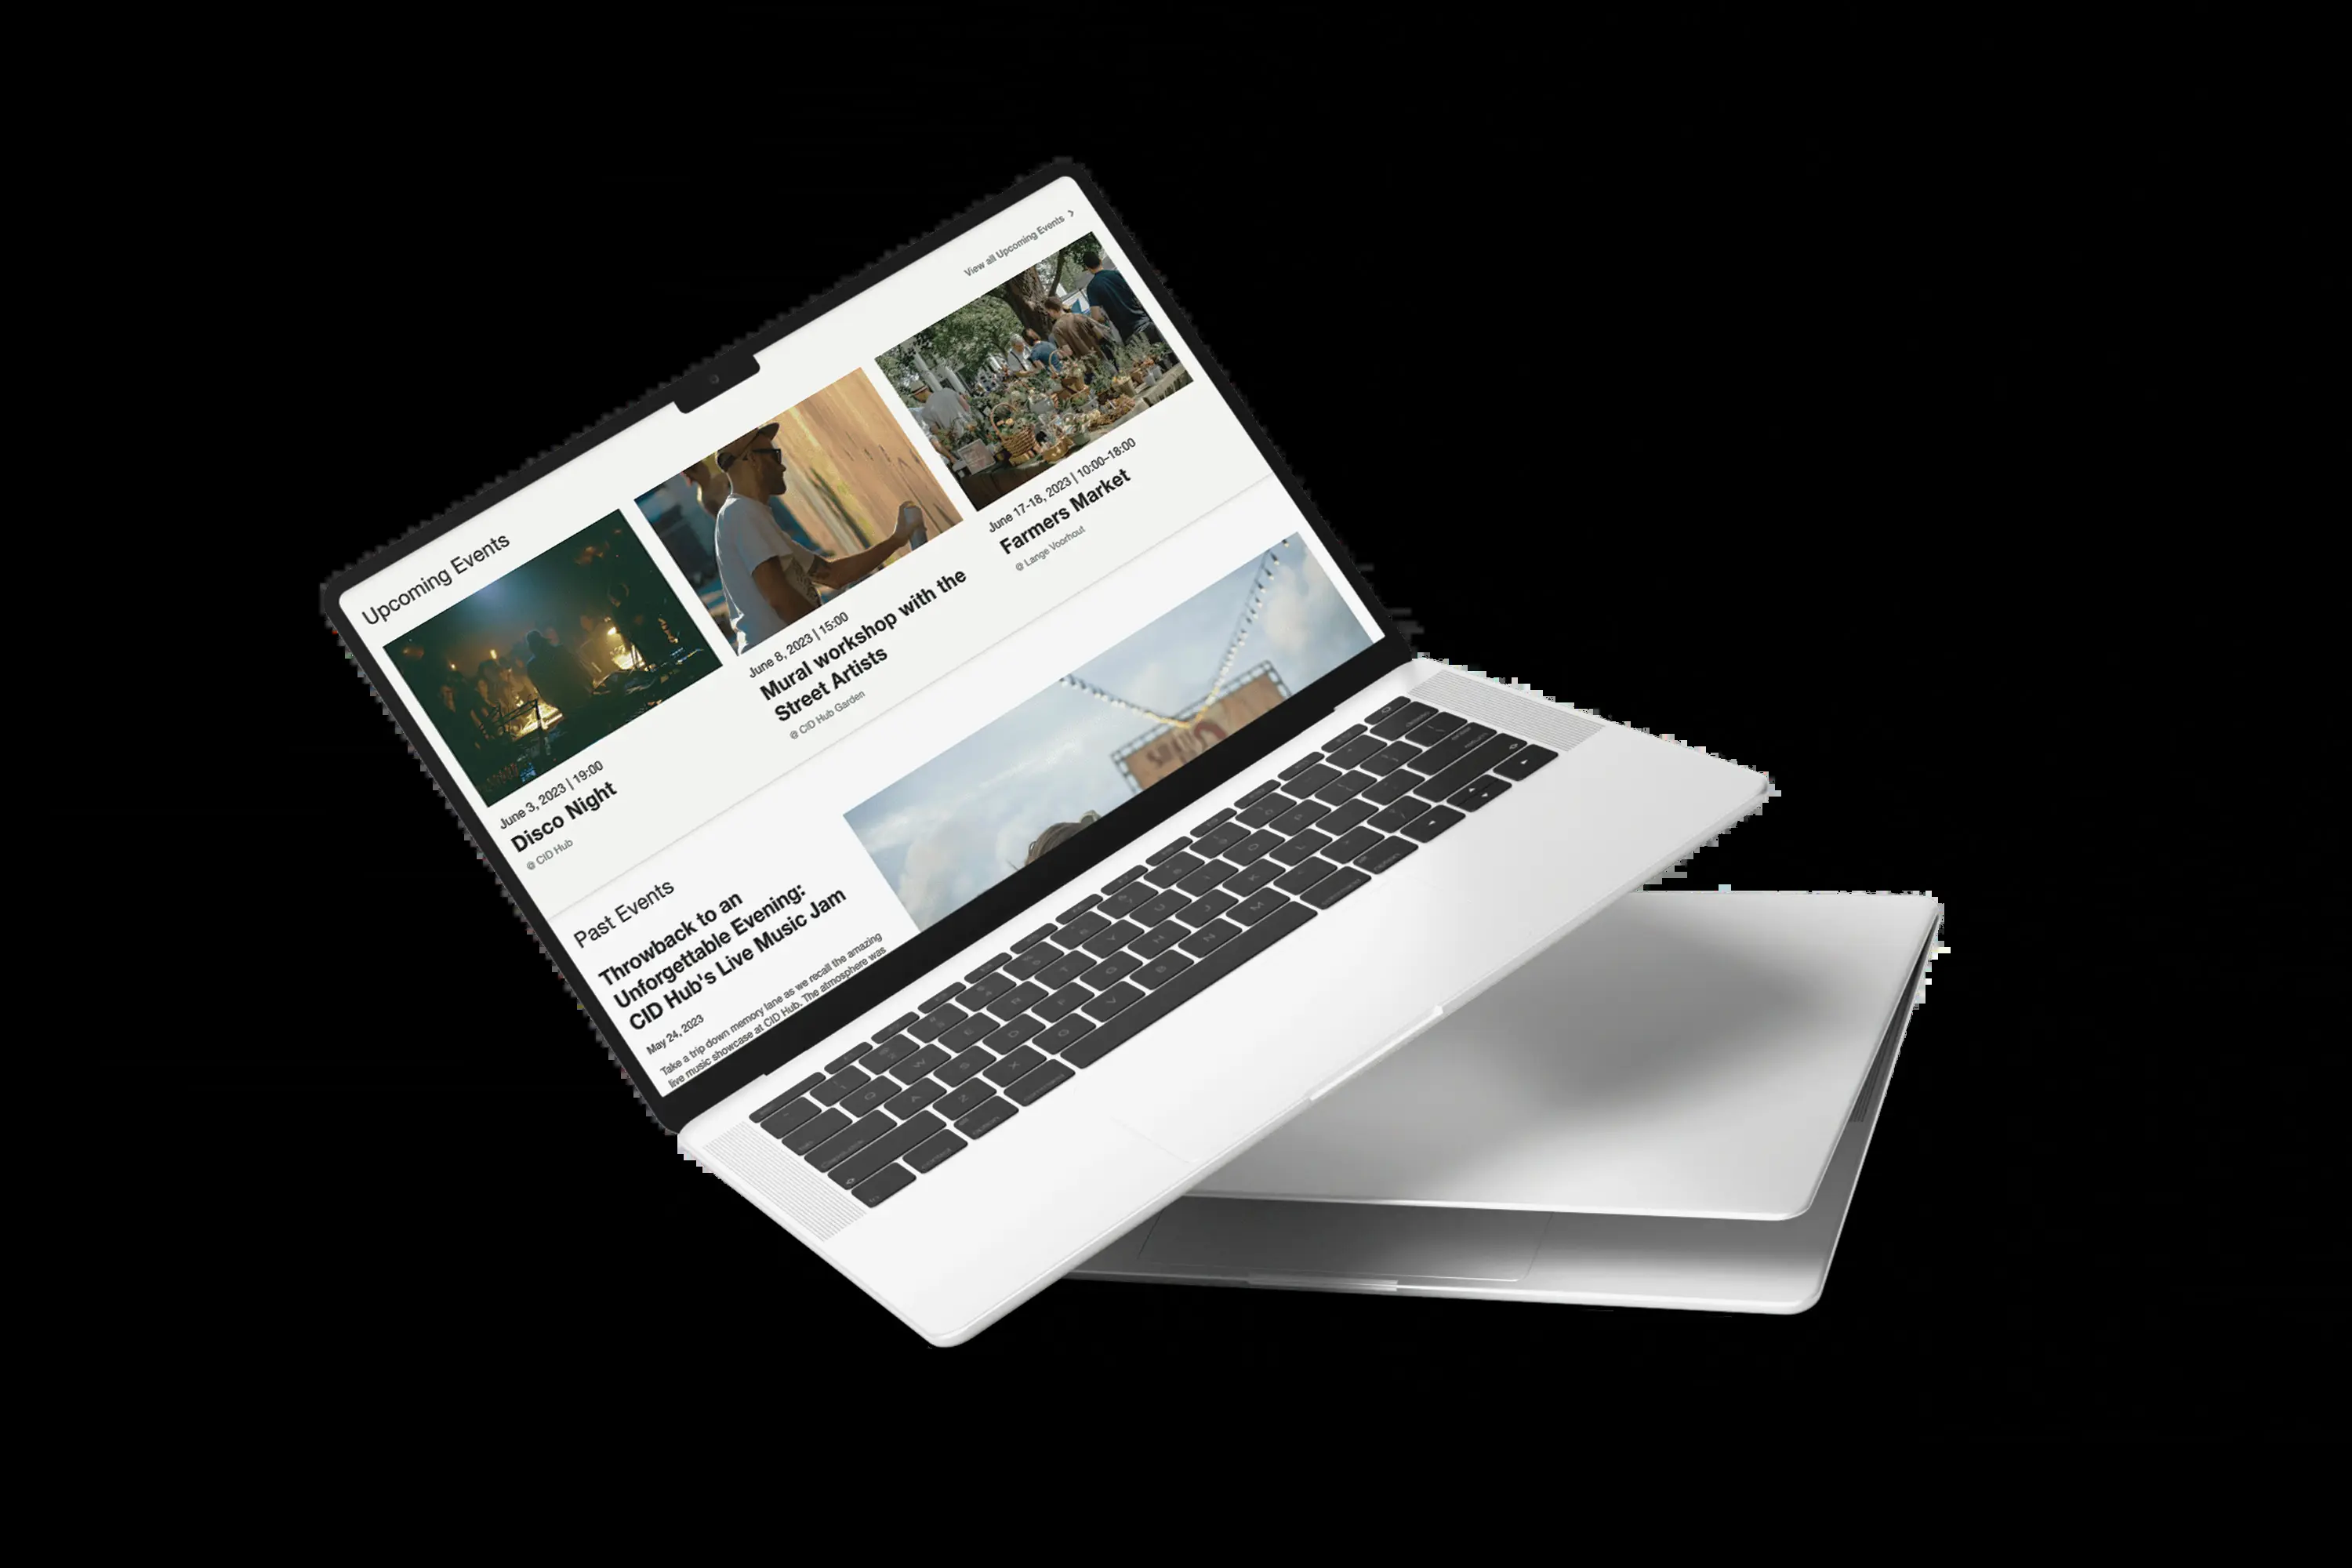 View all Upcoming Events >
Upcoming Events
June 3, 2023 | 19:00
Disco Night
@ CID Hub
June 8, 2023 | 15:00
Mural workshop with the
Street Artists
@ CID Hub Garden
June 17-18, 2023 | 10:00–18:00
Farmers Market
@ Lange Voorhout
Past Events
Throwback to an
Unforgettable Evening:
CID Hub's Live Music Jam
May 24, 2023
Take a trip down memory lane as we recall the amazing
live music showcase at CID Hub. The atmosphere was